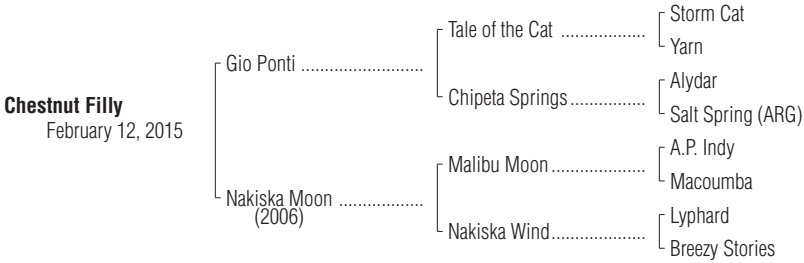 Storm Cat
Tale of the Cat ...................
Yarn
Gio Ponti ...........................
Alydar
Chipeta Springs.................
Salt Spring (ARG)
Chestnut Filly
February 12, 2015
A.P. Indy
Malibu Moon .....................
Macoumba
Nakiska Moon ...................
(2006)
Lyphard
Nakiska Wind.....................
Breezy Stories